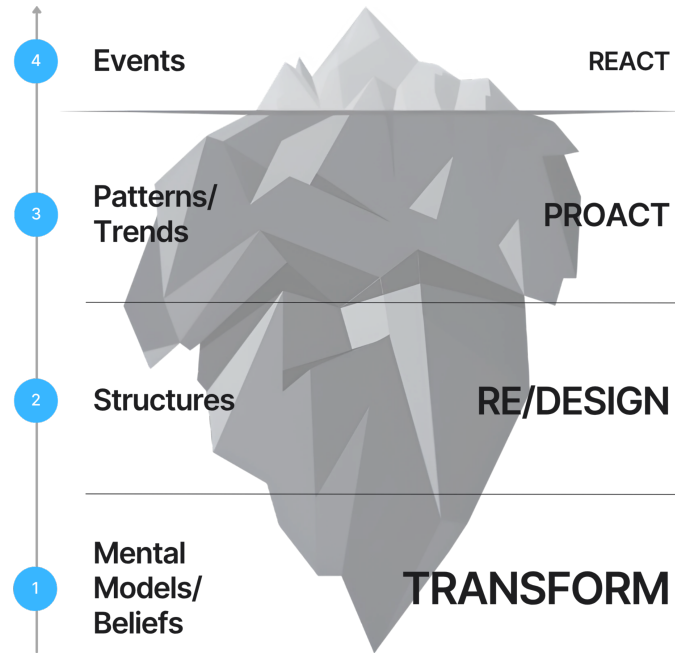 4
Events
REACT
3
Patterns/
Trends
PROACT
2
Structures
RE/DESIGN
1
Mental
Models/
Beliefs
TRANSFORM